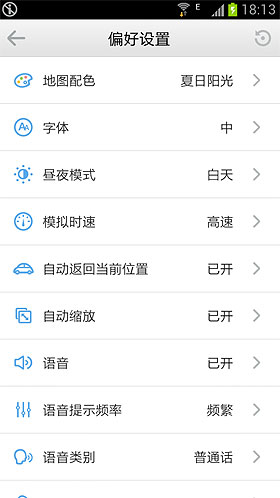 E 18:13
偏好设置
地图配色 夏日阳光
字体 中
昼夜模式 白天
模拟时速 高速
自动返回当前位置 已开
自动缩放 已开
语音 已开
语音提示频率 频繁
语音类别 普通话